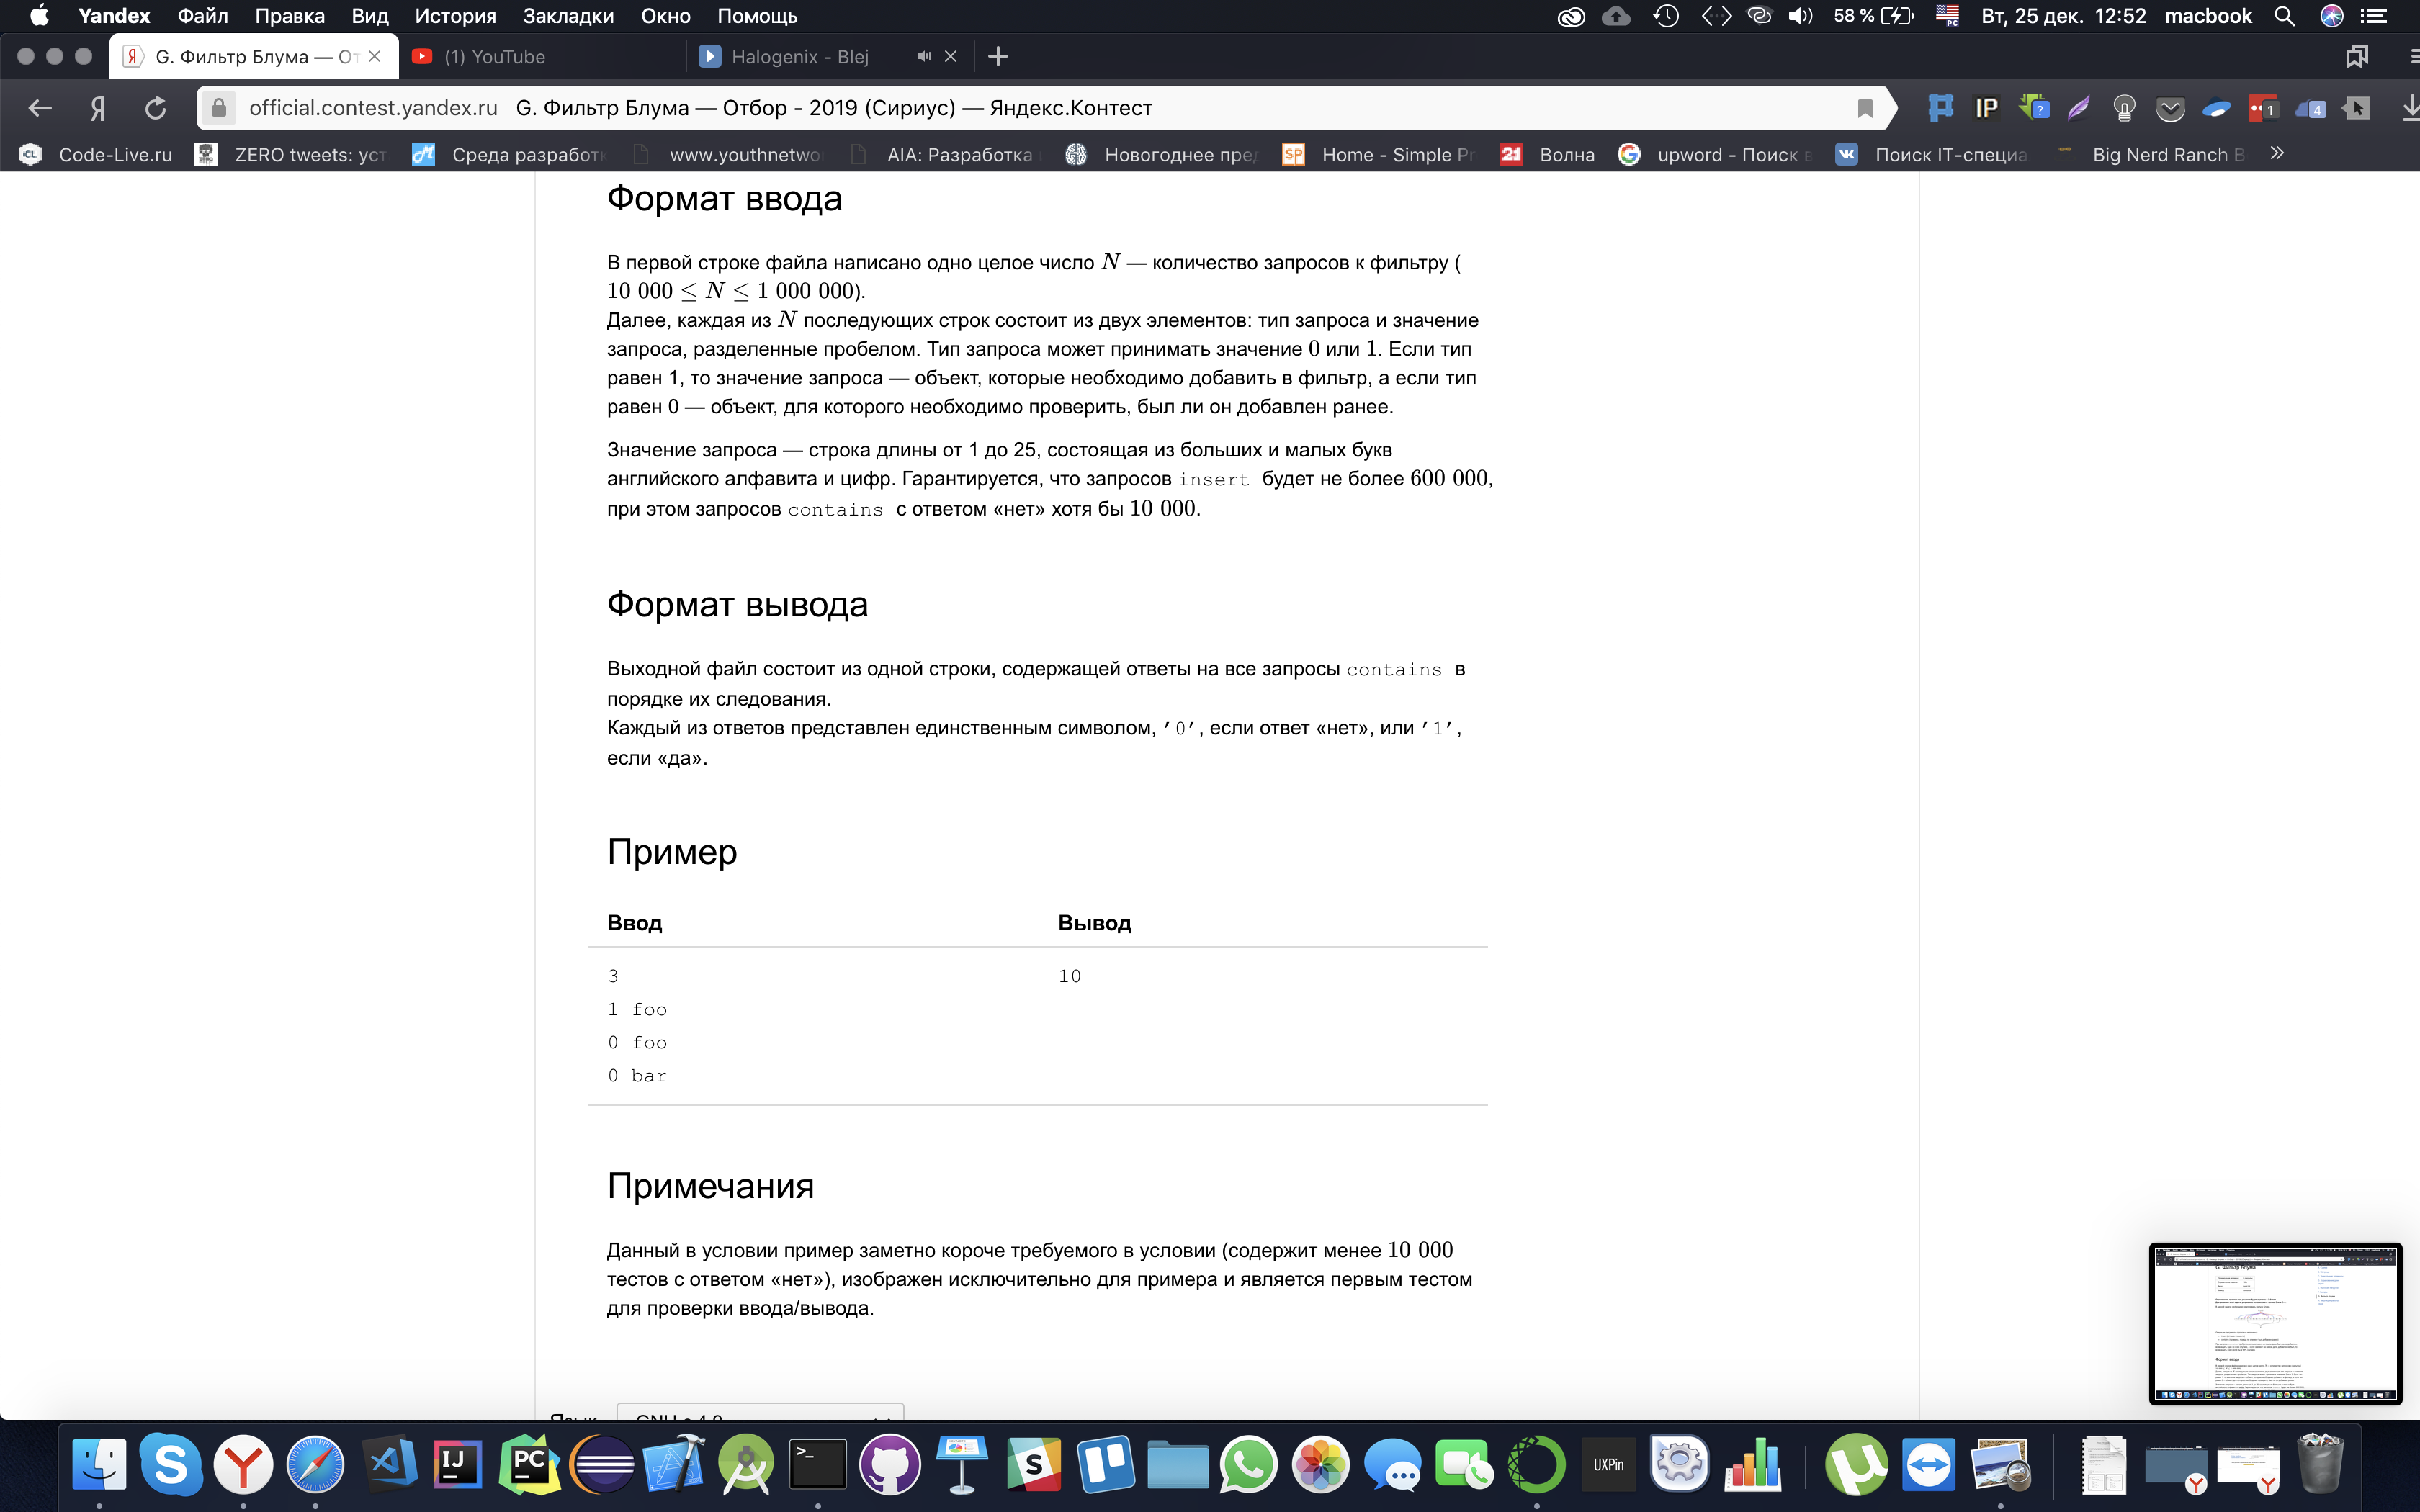 Yandex Файл Правка Вид История Закладки Окно Помощь 58 % Вт, 25 дек. 12:52 macbook
G. Фильтр Блума — От (1) YouTube Halogenix - Blej
official.contest.yandex.ru G. Фильтр Блума — Отбор - 2019 (Сириус) — Яндекс.Контест
Code-Live.ru ZERO tweets: уст Среда разработк www.youthnetwo AIA: Разработка Новогоднее пред Home - Simple Pr Волна upword - Поиск в Поиск IT-специа Big Nerd Ranch B
Формат ввода
В первой строке файла написано одно целое число N — количество запросов к фильтру (
10 000 ≤ N ≤ 1 000 000).
Далее, каждая из N последующих строк состоит из двух элементов: тип запроса и значение
запроса, разделенные пробелом. Тип запроса может принимать значение 0 или 1. Если тип
равен 1, то значение запроса — объект, которые необходимо добавить в фильтр, а если тип
равен 0 — объект, для которого необходимо проверить, был ли он добавлен ранее.
Значение запроса — строка длины от 1 до 25, состоящая из больших и малых букв
английского алфавита и цифр. Гарантируется, что запросов insert будет не более 600 000,
при этом запросов contains с ответом «нет» хотя бы 10 000.
Формат вывода
Выходной файл состоит из одной строки, содержащей ответы на все запросы contains в
порядке их следования.
Каждый из ответов представлен единственным символом, '0', если ответ «нет», или '1',
если «да».
Пример
Ввод Вывод
3 10
1 foo
0 foo
0 bar
Примечания
Данный в условии пример заметно короче требуемого в условии (содержит менее 10 000
тестов с ответом «нет»), изображен исключительно для примера и является первым тестом
для проверки ввода/вывода.
Язык
UXPin